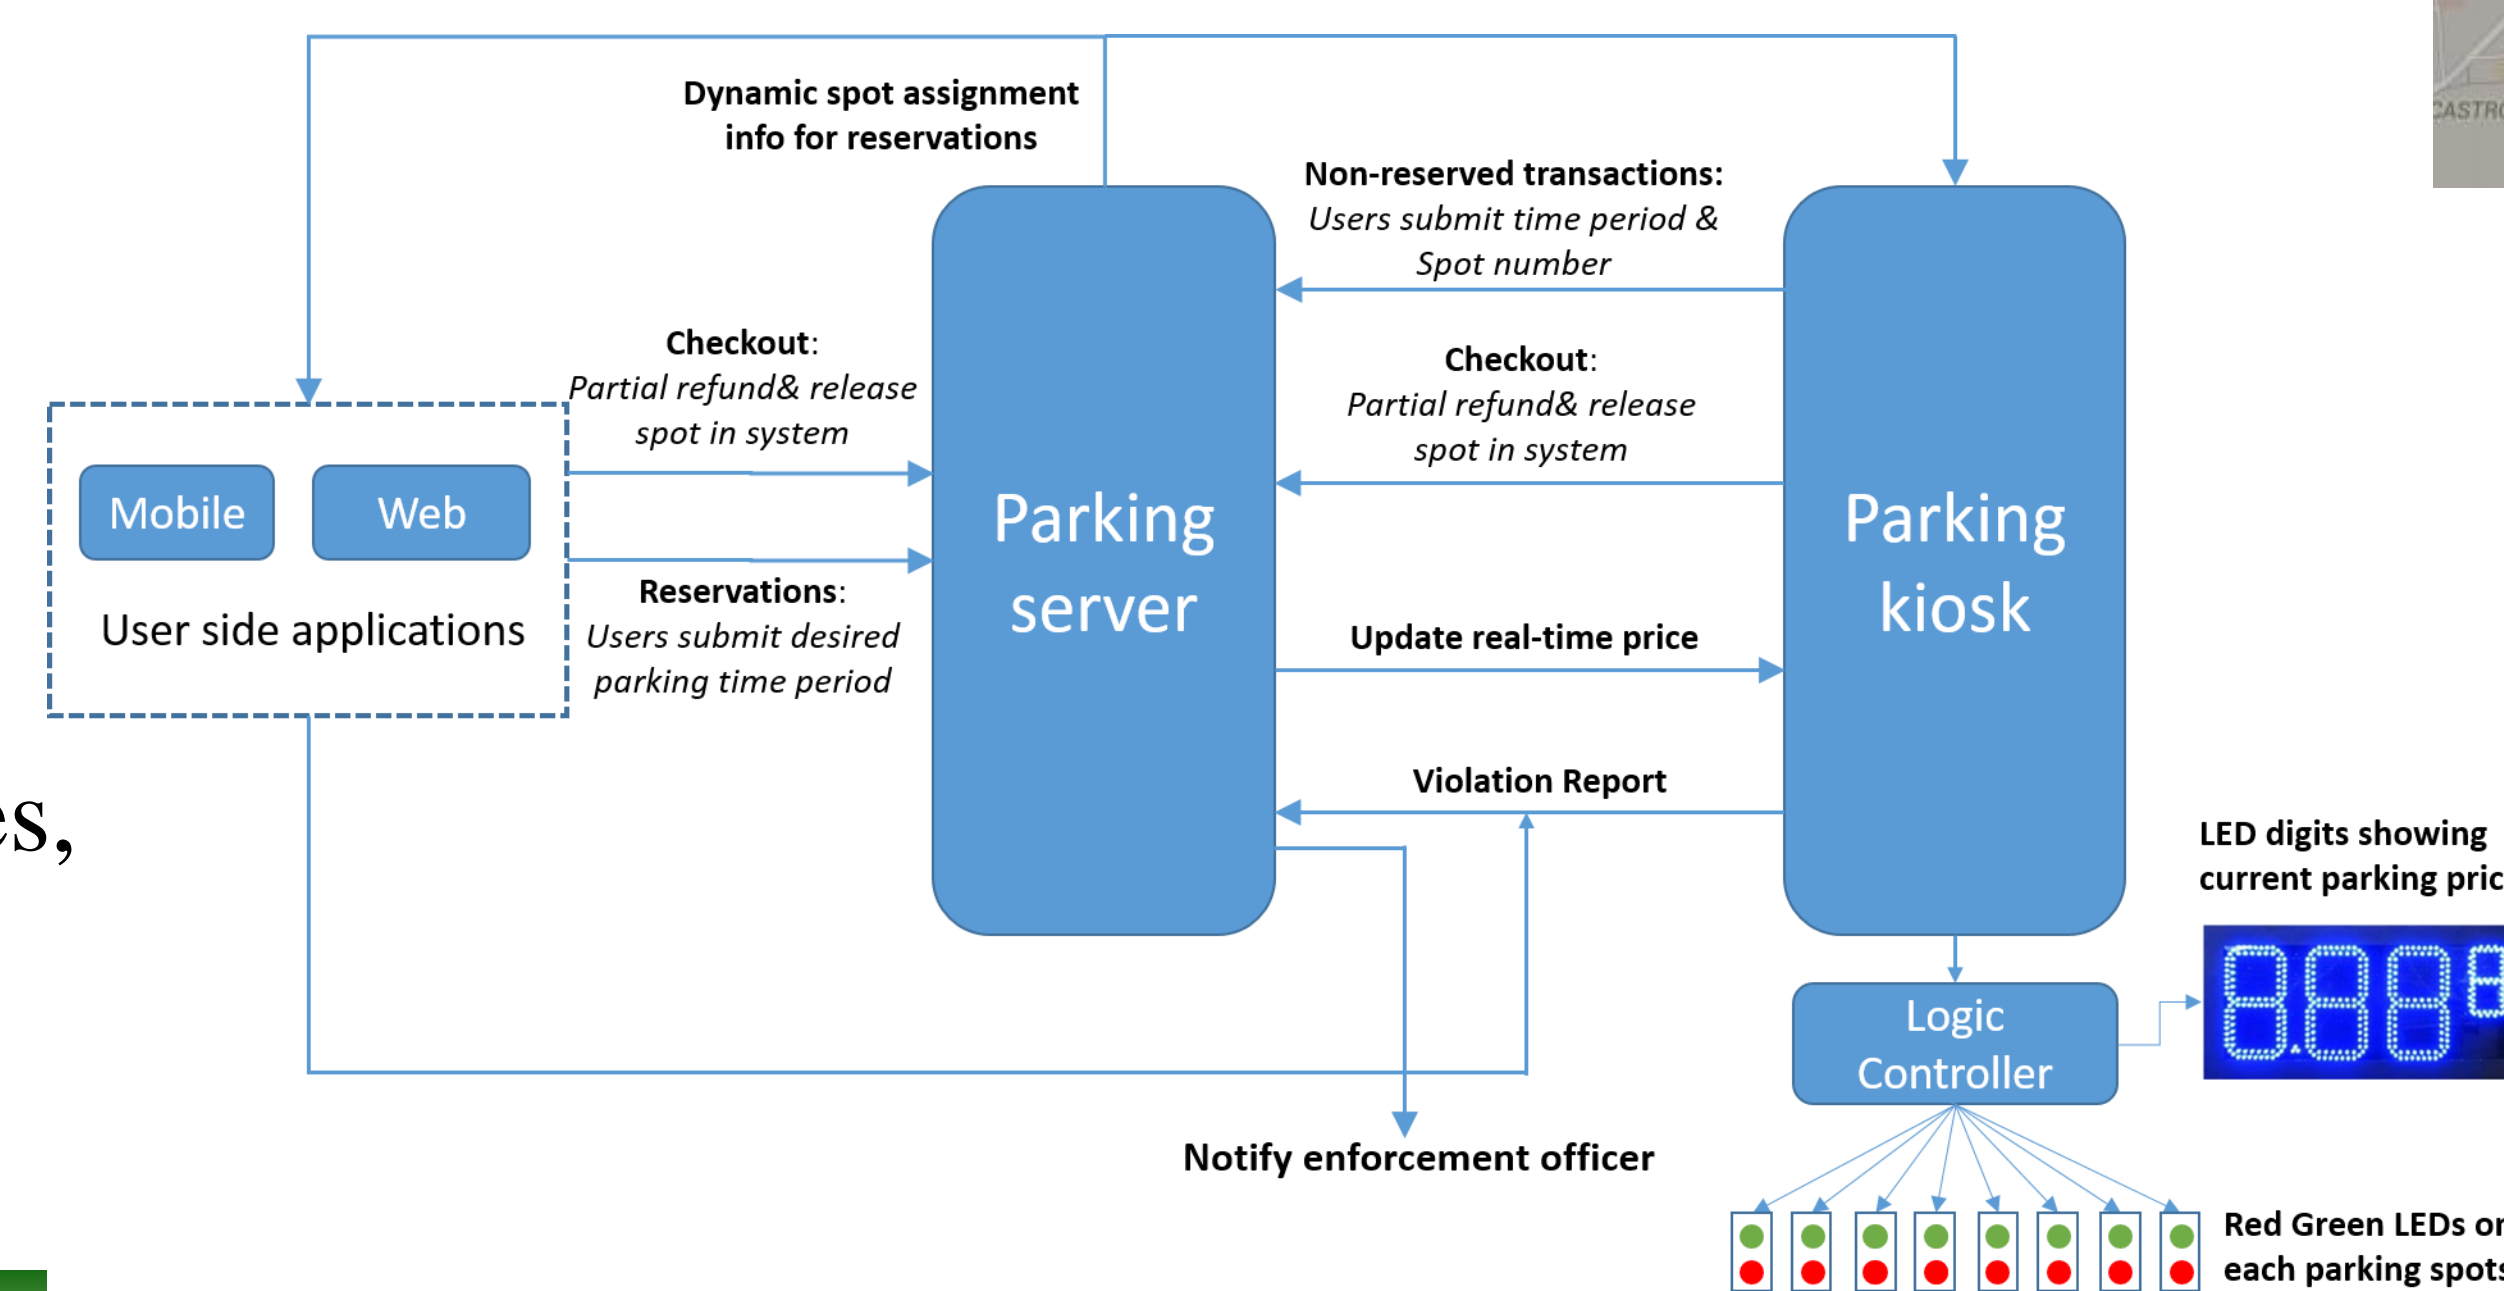 Dynamic spot assignment
info for reservations
Non-reserved transactions:
Users submit time period &
Spot number
Checkout:
Partial refund& release
spot in system
Checkout:
Partial refund& release
spot in system
Mobile
Web
User side applications
Reservations:
Users submit desired
parking time period
Parking
server
Parking
kiosk
Update real-time price
Violation Report
LED digits showing
current parking
Logic
Controller
8.88
Notify enforcement officer
Red Green LEDs
each parking spots